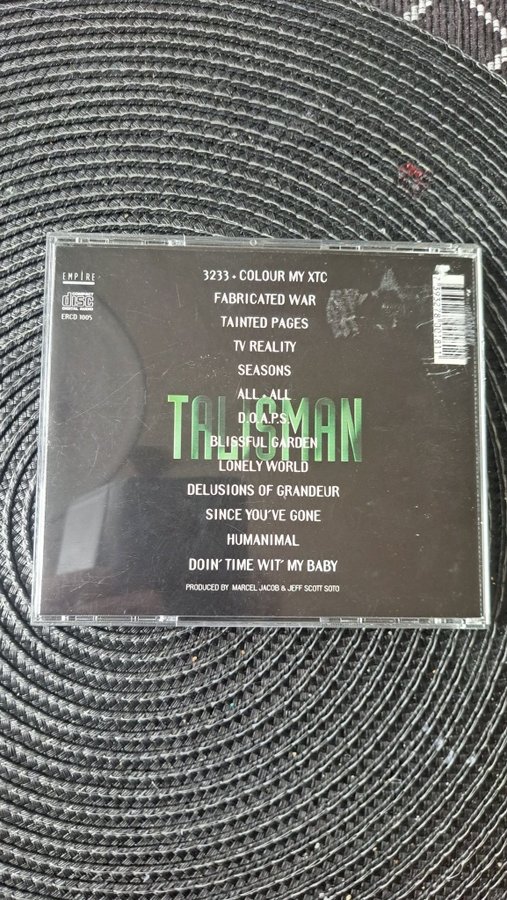 EMPIRE
COMPACT
disc
DIGITAL AUDIO
ERCD 1005
3233 + COLOUR MY XTC
FABRICATED WAR
TAINTED PAGES
TV REALITY
SEASONS
ALL + ALL
D.O.A.P.S.
TALISMAN
BLISSFUL GARDEN
LONELY WORLD
DELUSIONS OF GRANDEUR
SINCE YOU'VE GONE
HUMANIMAL
DOIN' TIME WIT' MY BABY
PRODUCED BY MARCEL JACOB & JEFF SCOTT SOTO